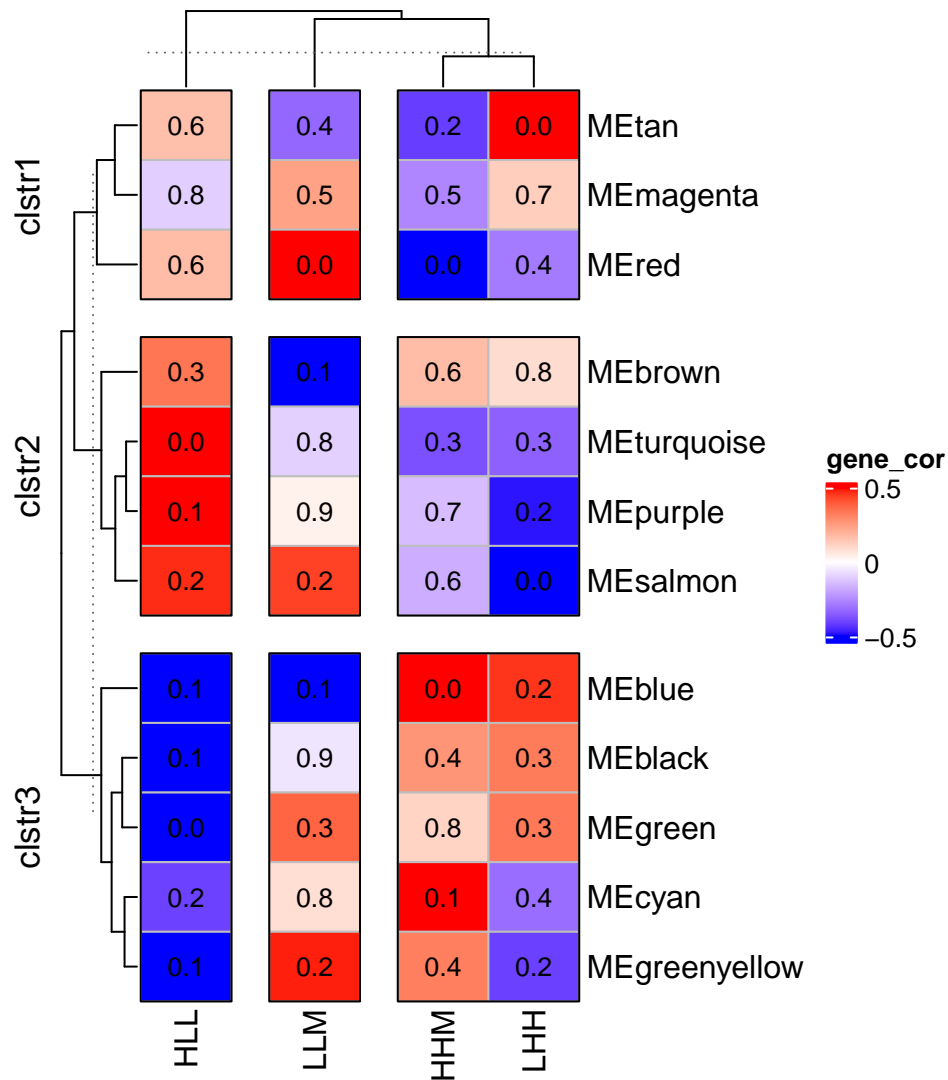 clstr1
0.6 0.4 0.2 0.0 MEtan
0.8 0.5 0.5 0.7 MEmagenta
0.6 0.0 0.0 0.4 MEred
clstr2
0.3 0.1 0.6 0.8 MEbrown
0.0 0.8 0.3 0.3 MEturquoise
0.1 0.9 0.7 0.2 MEpurple
0.2 0.2 0.6 0.0 MEsalmon
clstr3
0.1 0.1 0.0 0.2 MEblue
0.1 0.9 0.4 0.3 MEblack
0.0 0.3 0.8 0.3 MEgreen
0.2 0.8 0.1 0.4 MEcyan
0.1 0.2 0.4 0.2 MEgreenyellow
HLL LLM HHM LHH
gene_cor
0.5
0
−0.5